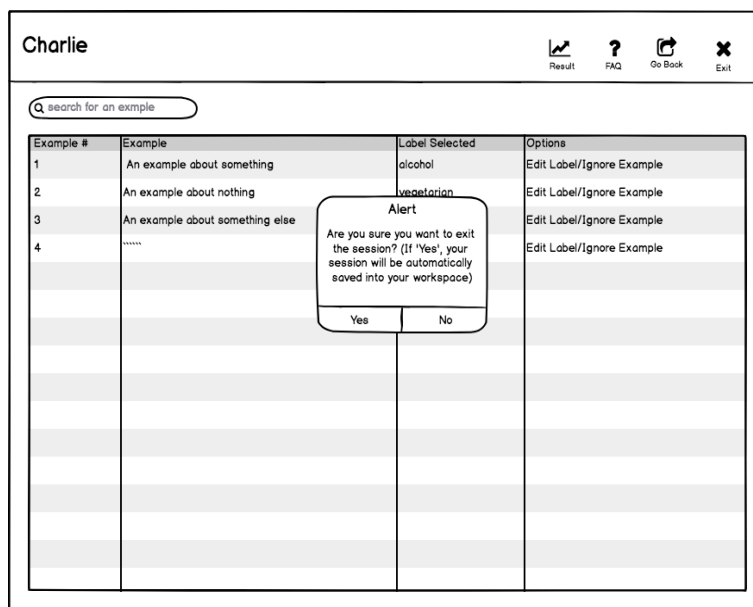 Charlie
Result
FAQ
Go Back
Exit
search for an exmple
Example # Example Label Selected Options
1 An example about something alcohol Edit Label/Ignore Example
2 An example about nothing vegetarian Edit Label/Ignore Example
3 An example about something else Edit Label/Ignore Example
4 `````` Edit Label/Ignore Example
Alert
Are you sure you want to exit
the session? (If 'Yes', your
session will be automatically
saved into your workspace)
Yes No